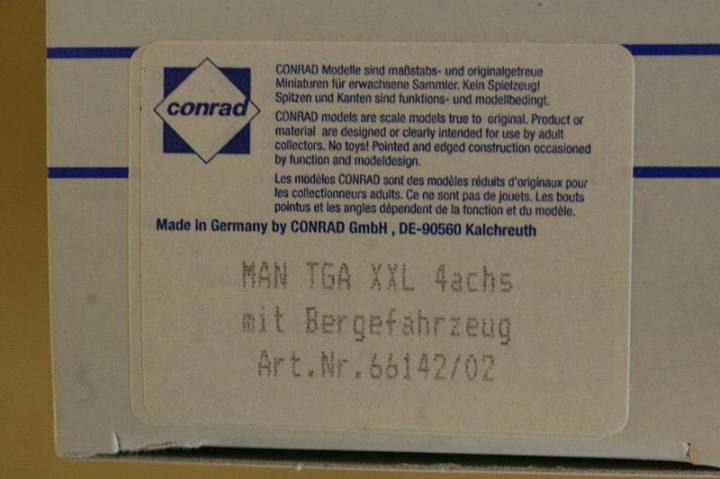 conrad
CONRAD Modelle sind maßstabs- und originalgetreue
Miniaturen für erwachsene Sammler. Kein Spielzeug!
Spitzen und Kanten sind funktions- und modellbedingt.
CONRAD models are scale models true to original. Product or
material are designed or clearly intended for use by adult
collectors. No toys! Pointed and edged construction occasioned
by function and modeldesign.
Les modèles CONRAD sont des modèles réduits d'originaux pour
les collectionneurs adults. Ce ne sont pas de jouets. Les bouts
pointus et les angles dépendent de la fonction et du modèle.
Made in Germany by CONRAD GmbH , DE-90560 Kalchreuth
MAN TGA XXL 4achs
mit Bergefahrzeug
Art.Nr.66142/02